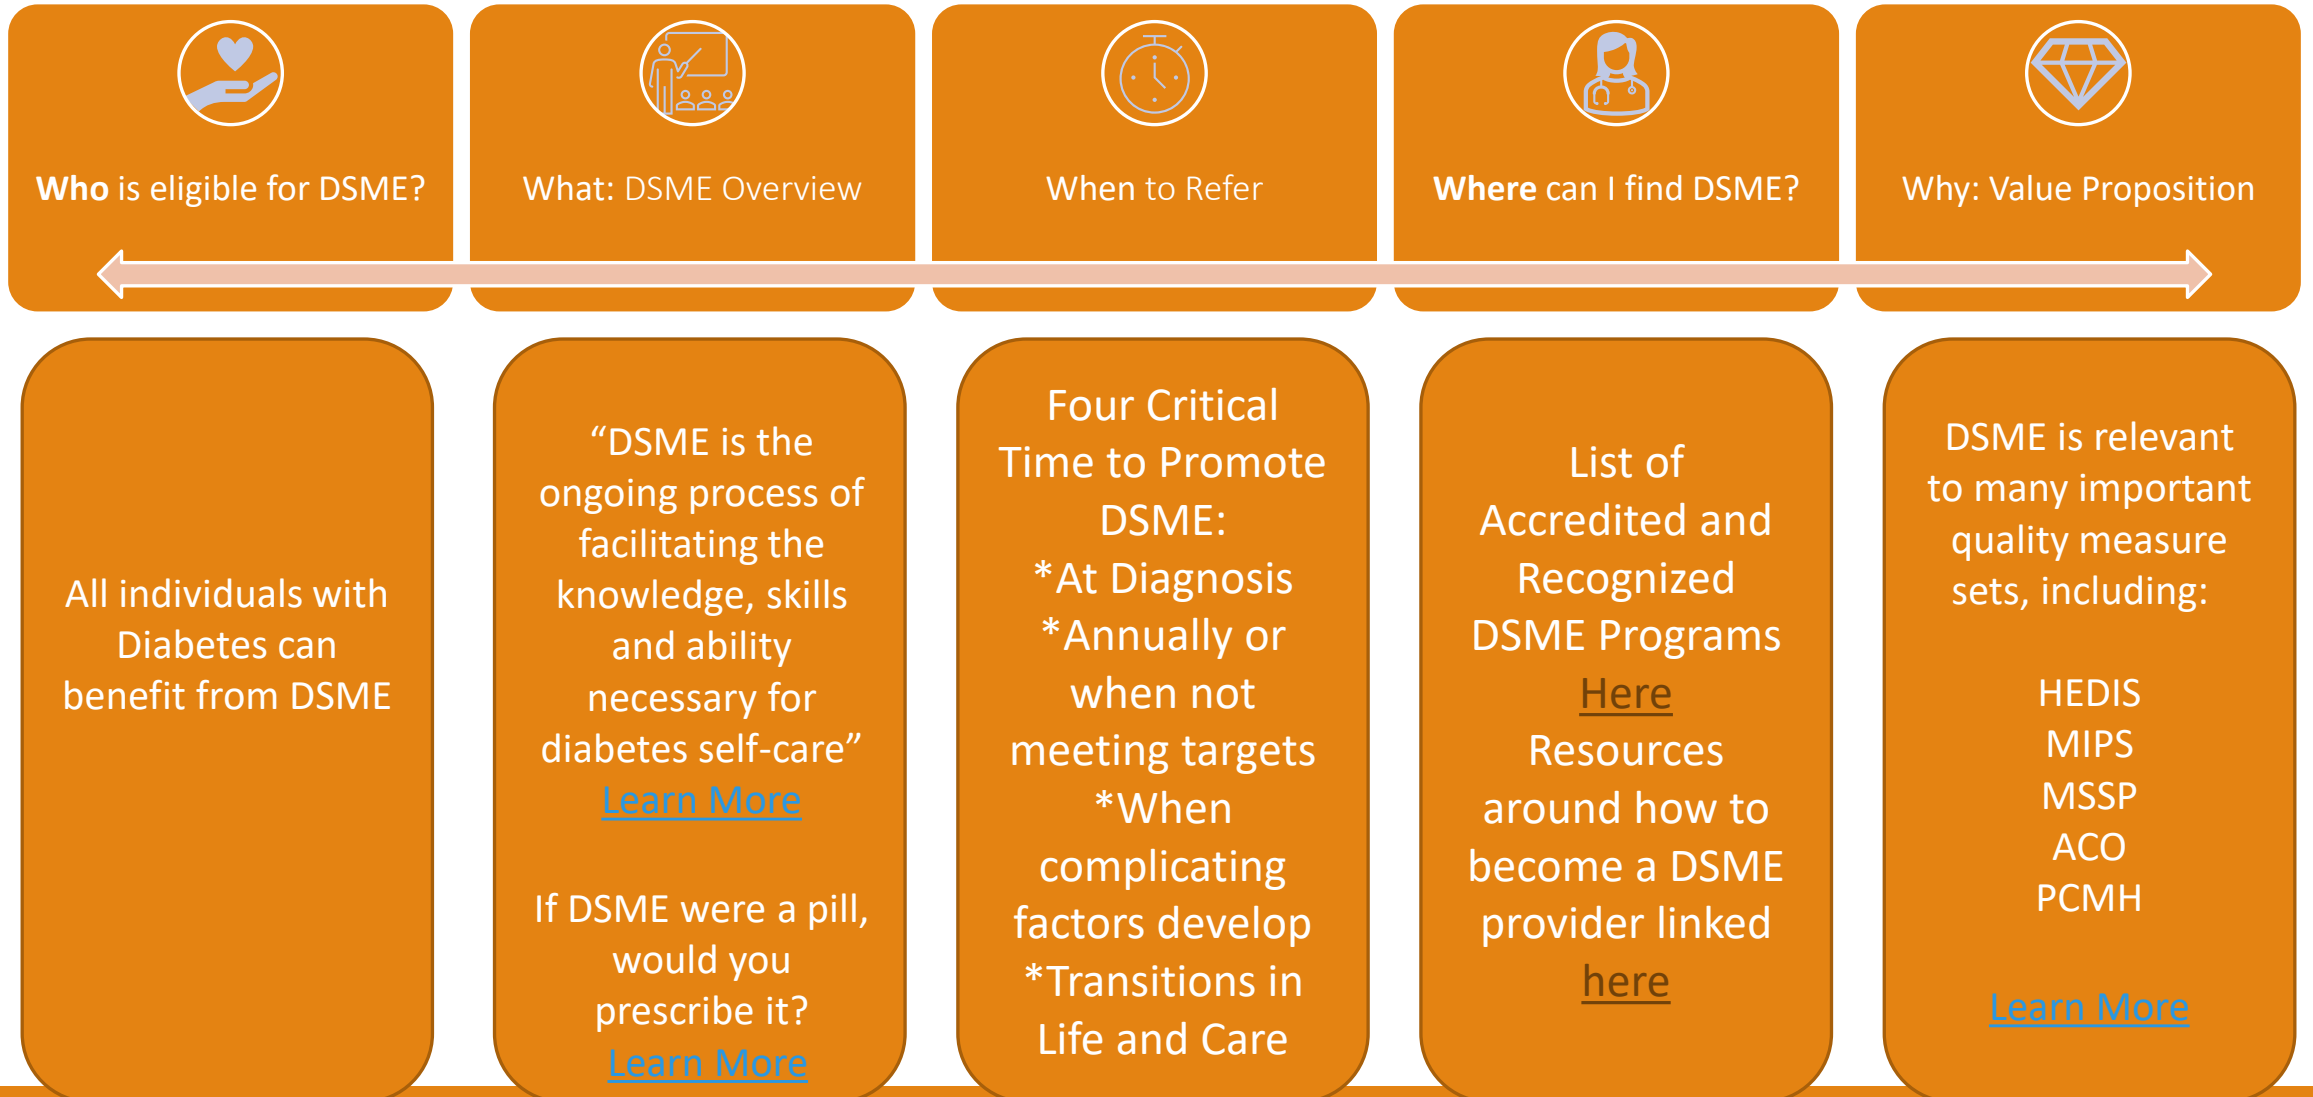 Who is eligible for DSME?
What: DSME Overview
When to Refer
Where can I find DSME?
Why: Value Proposition
All individuals with
Diabetes can
benefit from DSME
“DSME is the
ongoing process of
facilitating the
knowledge, skills
and ability
necessary for
diabetes self-care”
Learn More
If DSME were a pill,
would you
prescribe it?
Learn More
Four Critical
Time to Promote
DSME:
*At Diagnosis
*Annually or
when not
meeting targets
*When
complicating
factors develop
*Transitions in
Life and Care
List of
Accredited and
Recognized
DSME Programs
Here
Resources
around how to
become a DSME
provider linked
here
DSME is relevant
to many important
quality measure
sets, including:
HEDIS
MIPS
MSSP
ACO
PCMH
Learn More